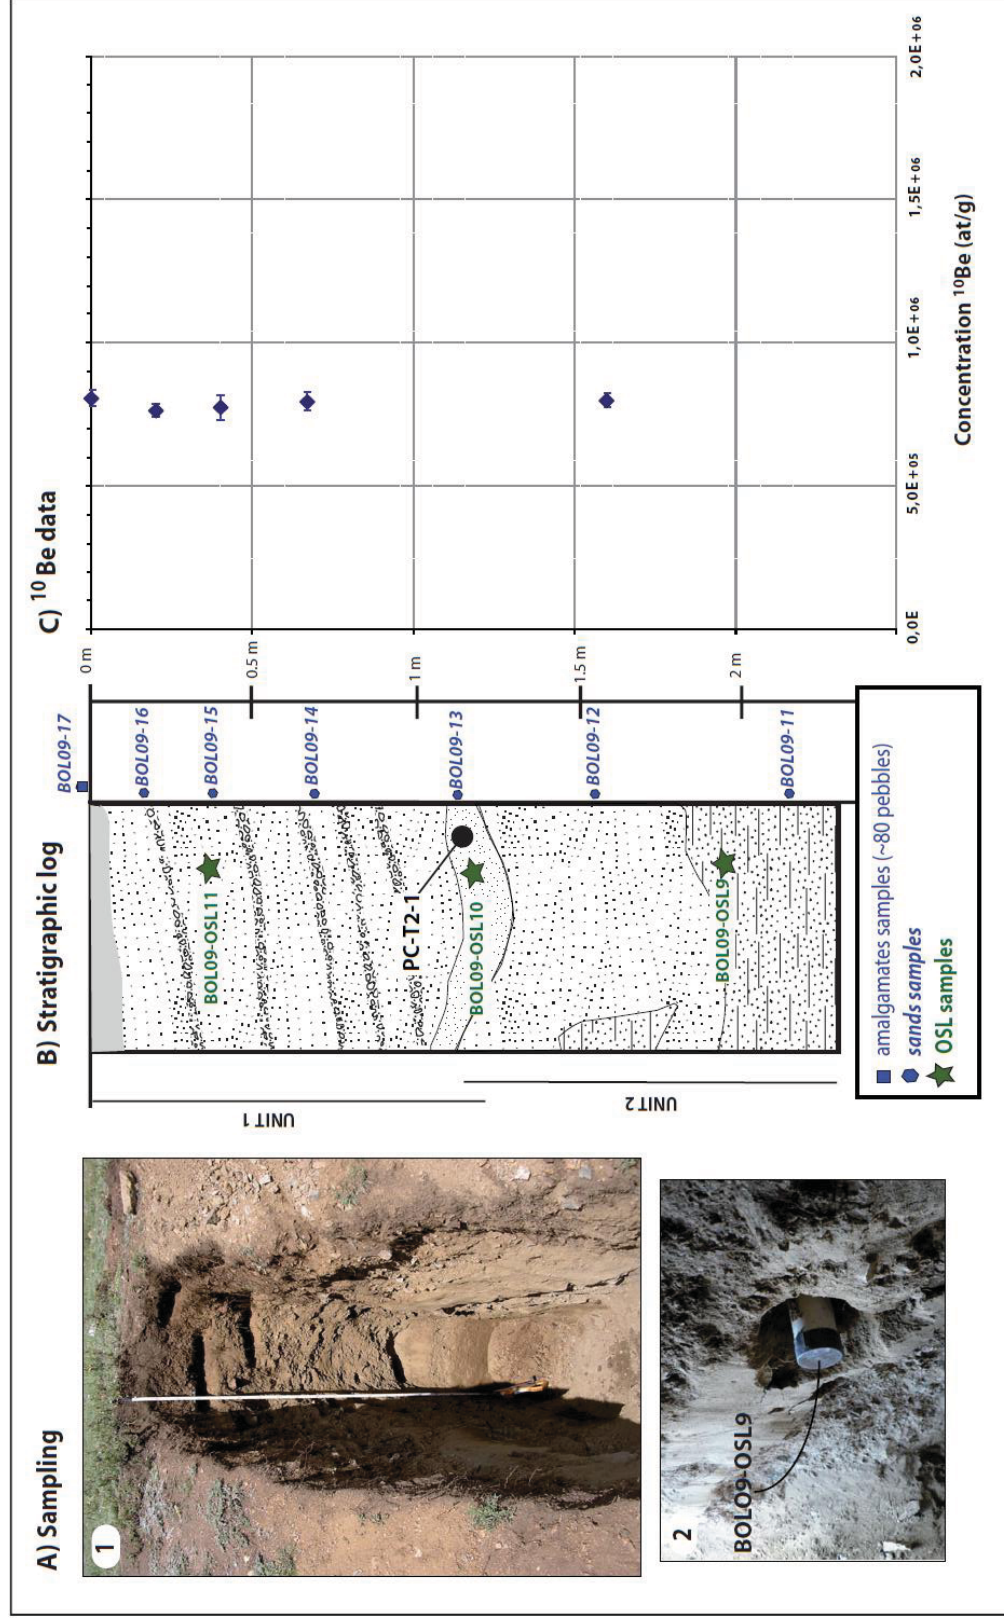 A) Sampling
1
2
BOLO9-OSL9
B) Stratigraphic log
UNIT 1
UNIT 2
BOL09-OSL11
PC-T2-1
BOL09-OSL10
BOL09-OSL9
BOL09-17
BOL09-16
BOL09-15
BOL09-14
BOL09-13
BOL09-12
BOL09-11
0 m
0.5 m
1 m
1.5 m
2 m
amalgamates samples (~80 pebbles)
sands samples
OSL samples
C) ¹⁰ Be data
0,0E
5,0E+05
1,0E+06
1,5E+06
2,0E+06
Concentration ¹⁰Be (at/g)